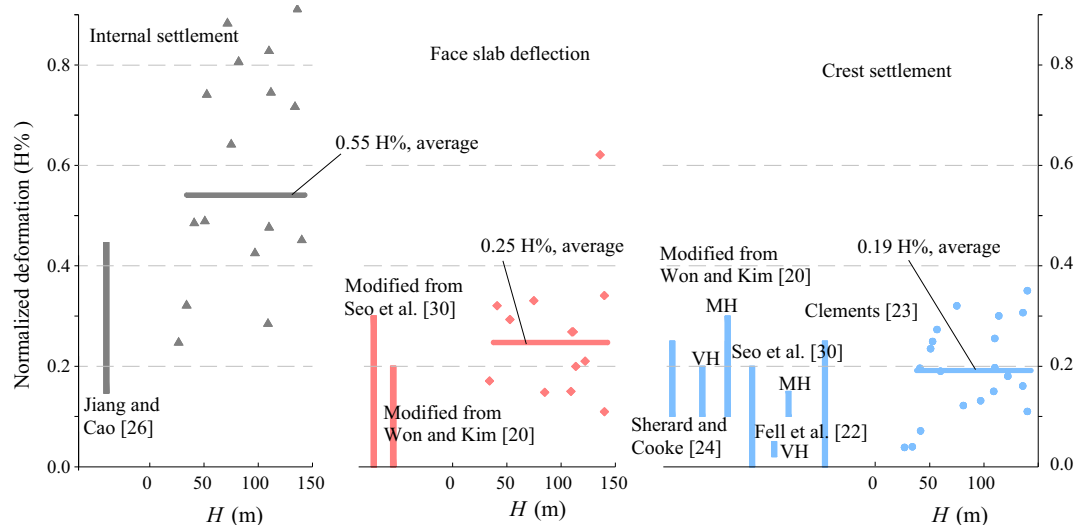 Internal settlement
Face slab deflection
Crest settlement
Normalized deformation (H%)
0.8
0.6
0.4
0.2
0.0
0.55 H%, average
Jiang and
Cao [26]
0
50
100
150
H (m)
0.25 H%, average
Modified from
Seo et al. [30]
Modified from
Won and Kim [20]
0
50
100
150
H (m)
Modified from
Won and Kim [20]
MH
VH
Sherard and
Cooke [24]
Seo et al. [30]
MH
Fell et al. [22]
VH
Clements [23]
0.19 H%, average
0
50
100
150
H (m)
0.8
0.6
0.4
0.2
0.0